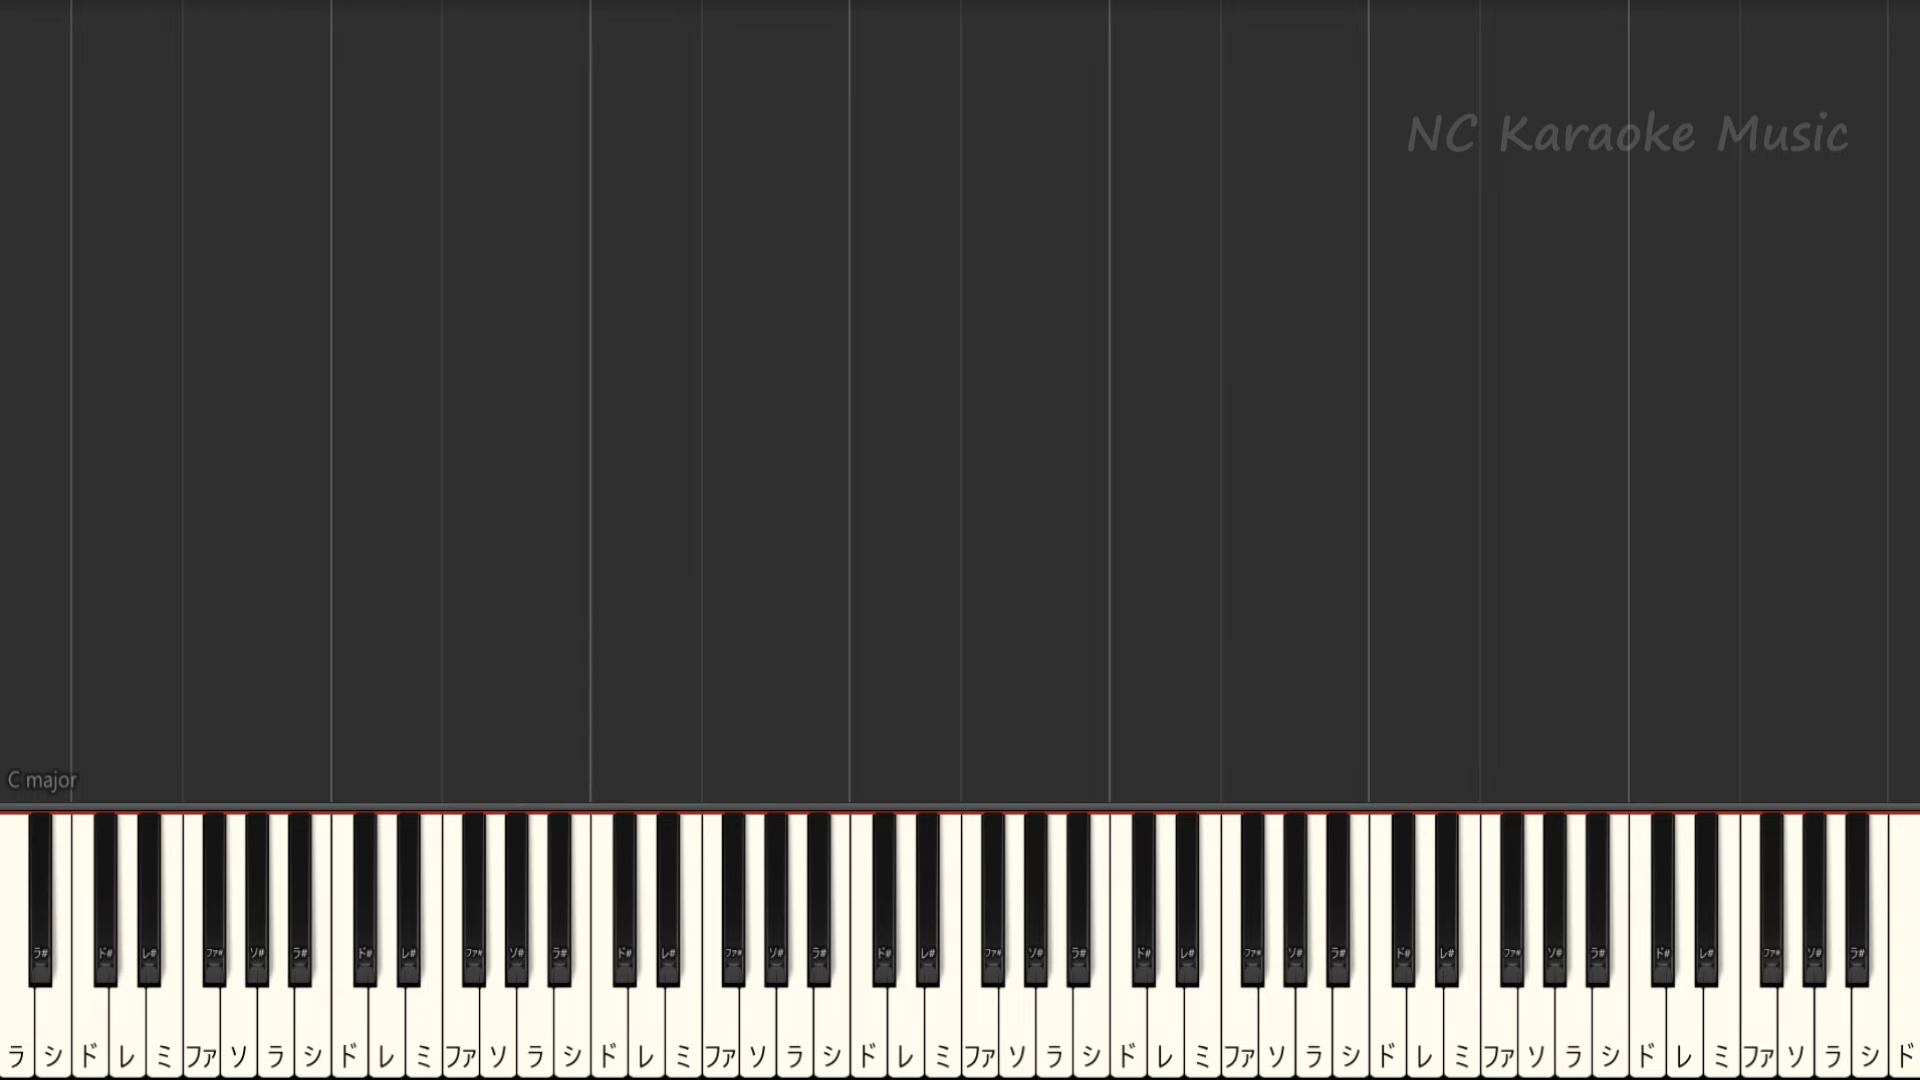 NC Karaoke Music
C major
ラ# ド# レ# ファ# ソ# ラ# ド# レ# ファ# ソ# ラ# ド# レ# ファ# ソ# ラ# ド# レ# ファ# ソ# ラ# ド# レ# ファ# ソ# ラ# ド# レ# ファ# ソ# ラ# ド# レ# ファ# ソ# ラ#
ラ シ ド レ ミ ファ ソ ラ シ ド レ ミ ファ ソ ラ シ ド レ ミ ファ ソ ラ シ ド レ ミ ファ ソ ラ シ ド レ ミ ファ ソ ラ シ ド レ ミ ファ ソ ラ シ ド レ ミ ファ ソ ラ シ ド